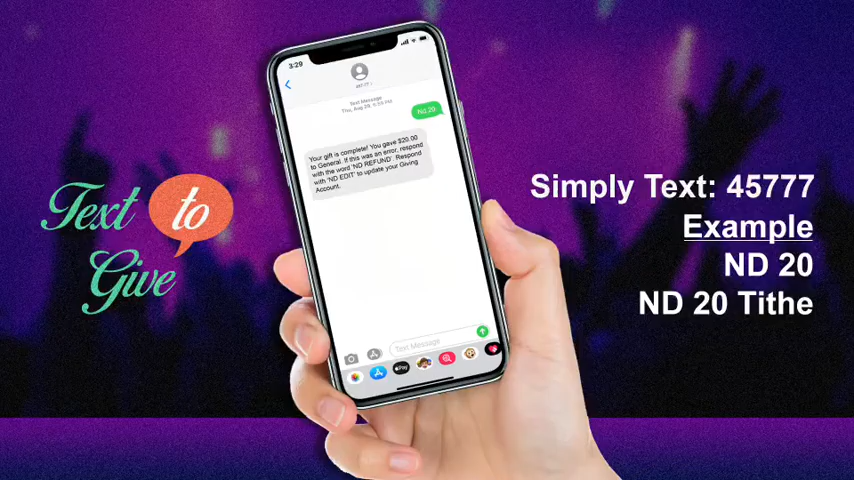 Text to
Give
3:29
Text Message
Nd 20
Your gift is complete! You gave $20.00
to General. If this was an error, respond
with the word 'ND REFUND'. Respond
with 'ND EDIT' to update your Giving
Account.
Text Message
Pay
Simply Text: 45777
Example
ND 20
ND 20 Tithe